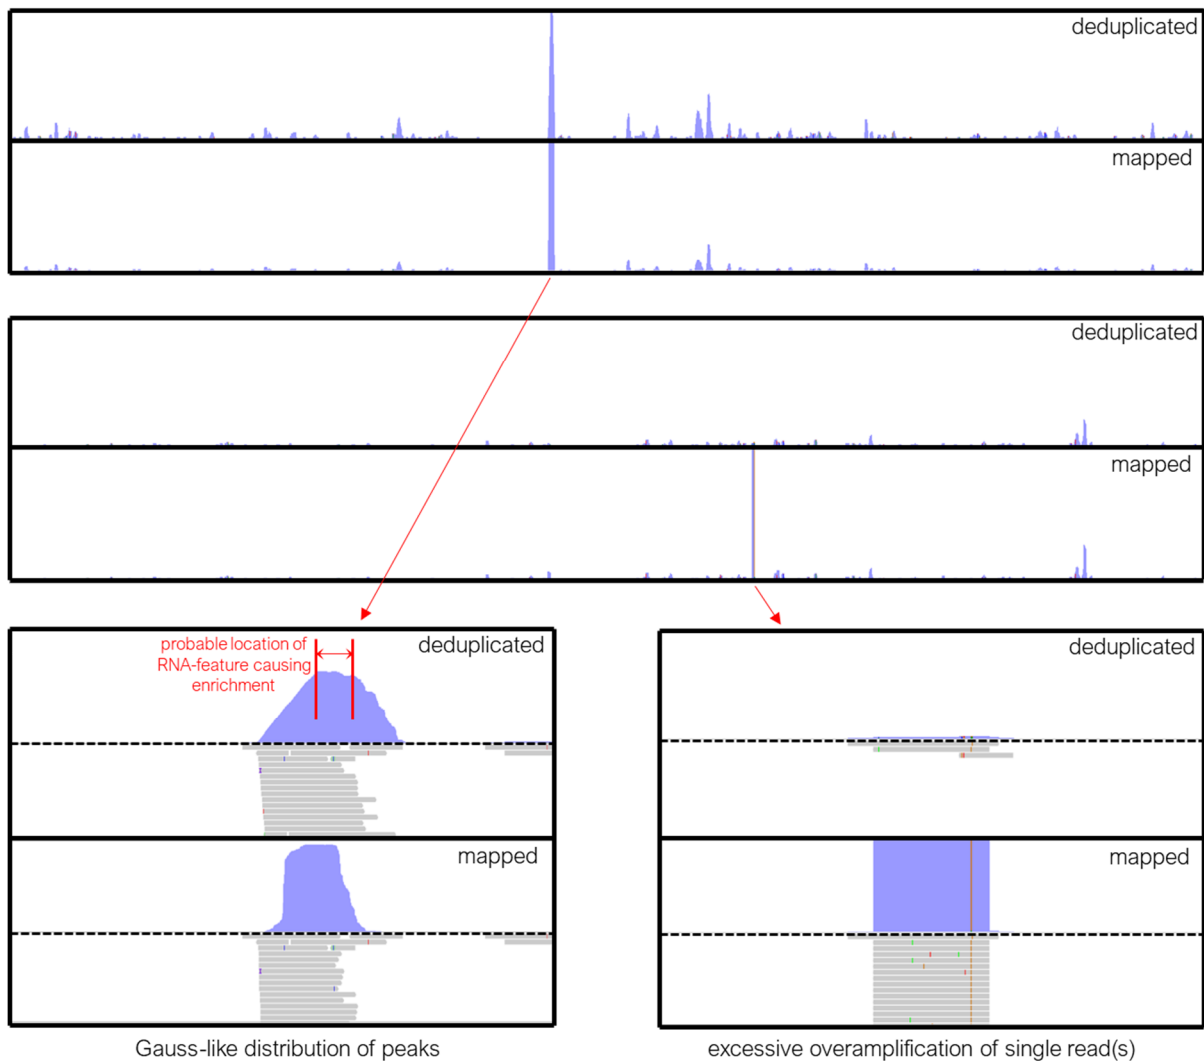 deduplicated
mapped
deduplicated
mapped
probable location of
RNA-feature causing
enrichment
deduplicated
mapped
Gauss-like distribution of peaks
deduplicated
mapped
excessive overamplification of single read(s)